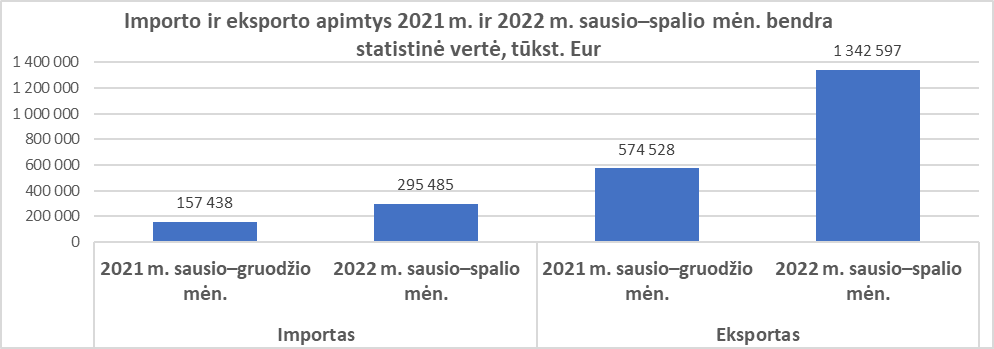 Importo ir eksporto apimtys 2021 m. ir 2022 m. sausio–spalio mėn. bendra
statistinė vertė, tūkst. Eur
1 400 000
1 200 000
1 000 000
800 000
600 000
400 000
200 000
0
157 438
295 485
574 528
1 342 597
2021 m. sausio–gruodžio
mėn.
2022 m. sausio–spalio
mėn.
2021 m. sausio–gruodžio
mėn.
2022 m. sausio–spalio
mėn.
Importas
Eksportas